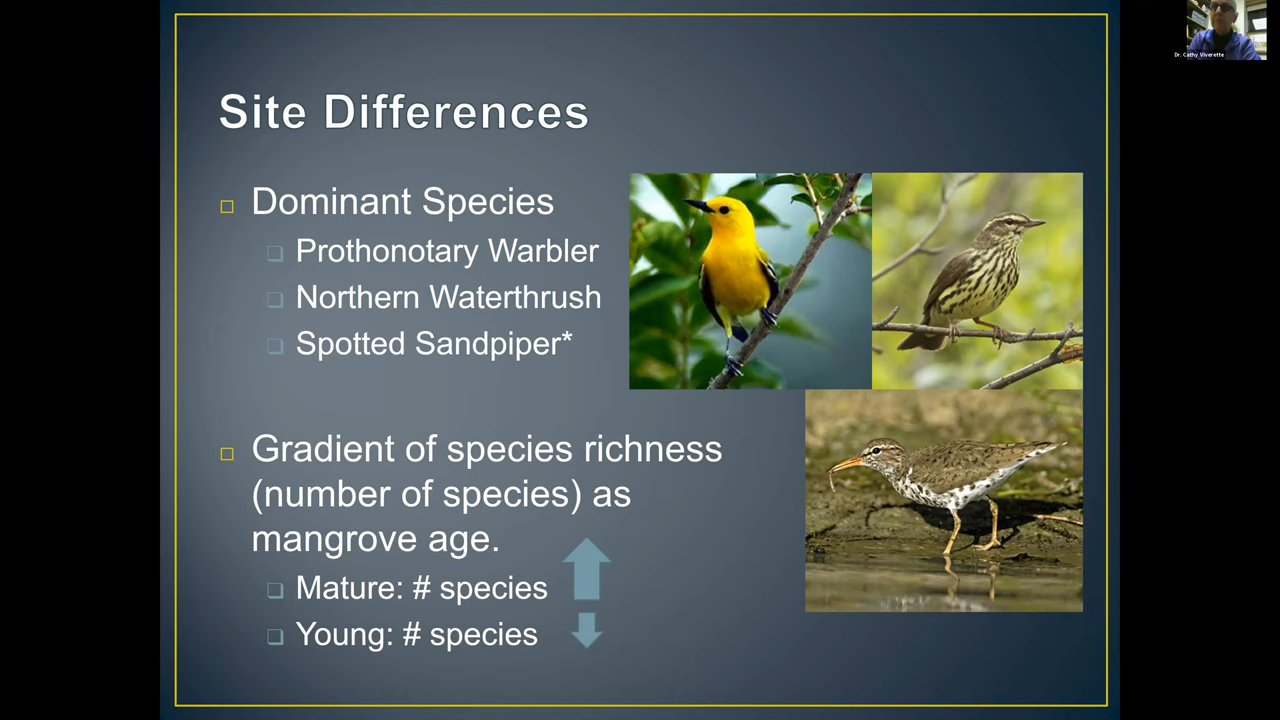 Site Differences
Dominant Species
Prothonotary Warbler
Northern Waterthrush
Spotted Sandpiper*
Gradient of species richness
(number of species) as
mangrove age.
Mature: # species
Young: # species
Dr. Cathy Viverette